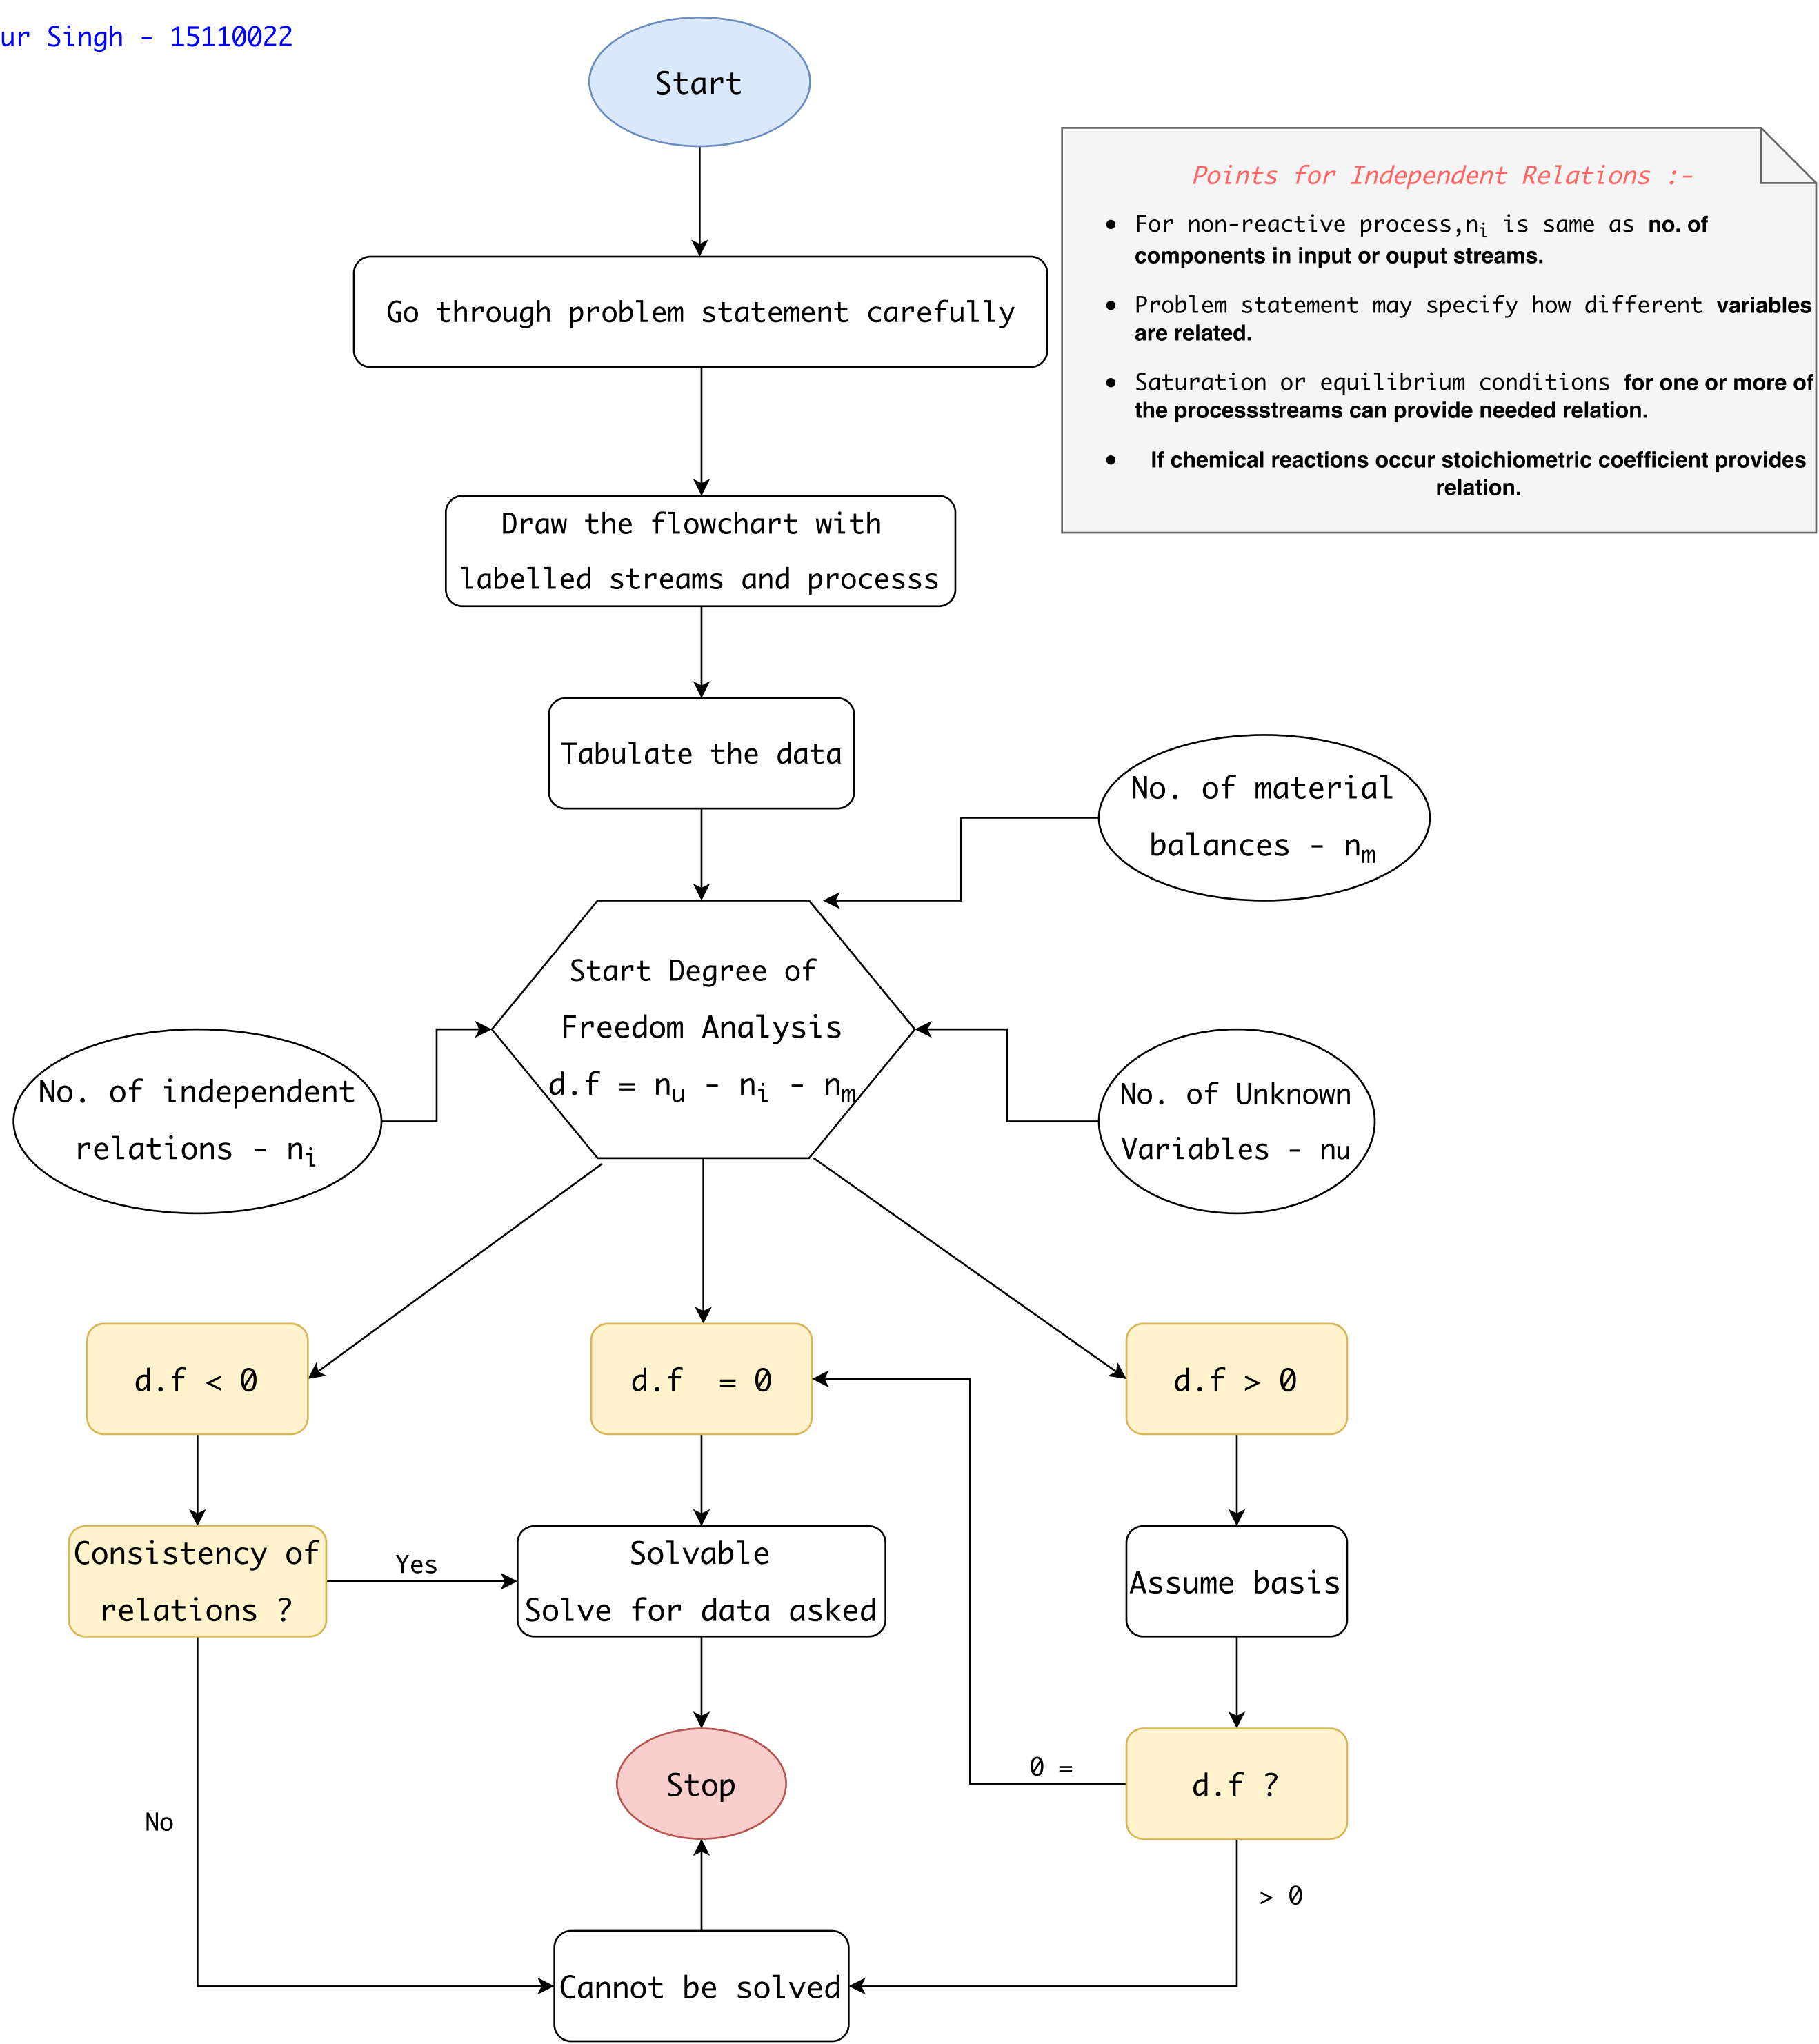 ur Singh - 15110022
Start
Points for Independent Relations :-
• For non-reactive process,nᵢ is same as no. of
components in input or ouput streams.
• Problem statement may specify how different variables
are related.
• Saturation or equilibrium conditions for one or more of
the processstreams can provide needed relation.
• If chemical reactions occur stoichiometric coefficient provides
relation.
Go through problem statement carefully
Draw the flowchart with
labelled streams and processs
Tabulate the data
No. of material
balances - nₘ
Start Degree of
Freedom Analysis
d.f = nᵤ - nᵢ - nₘ
No. of independent
relations - nᵢ
No. of Unknown
Variables - nu
d.f < 0
d.f = 0
d.f > 0
Consistency of
relations ?
Yes
Solvable
Solve for data asked
Assume basis
Stop
0 =
d.f ?
No
> 0
Cannot be solved